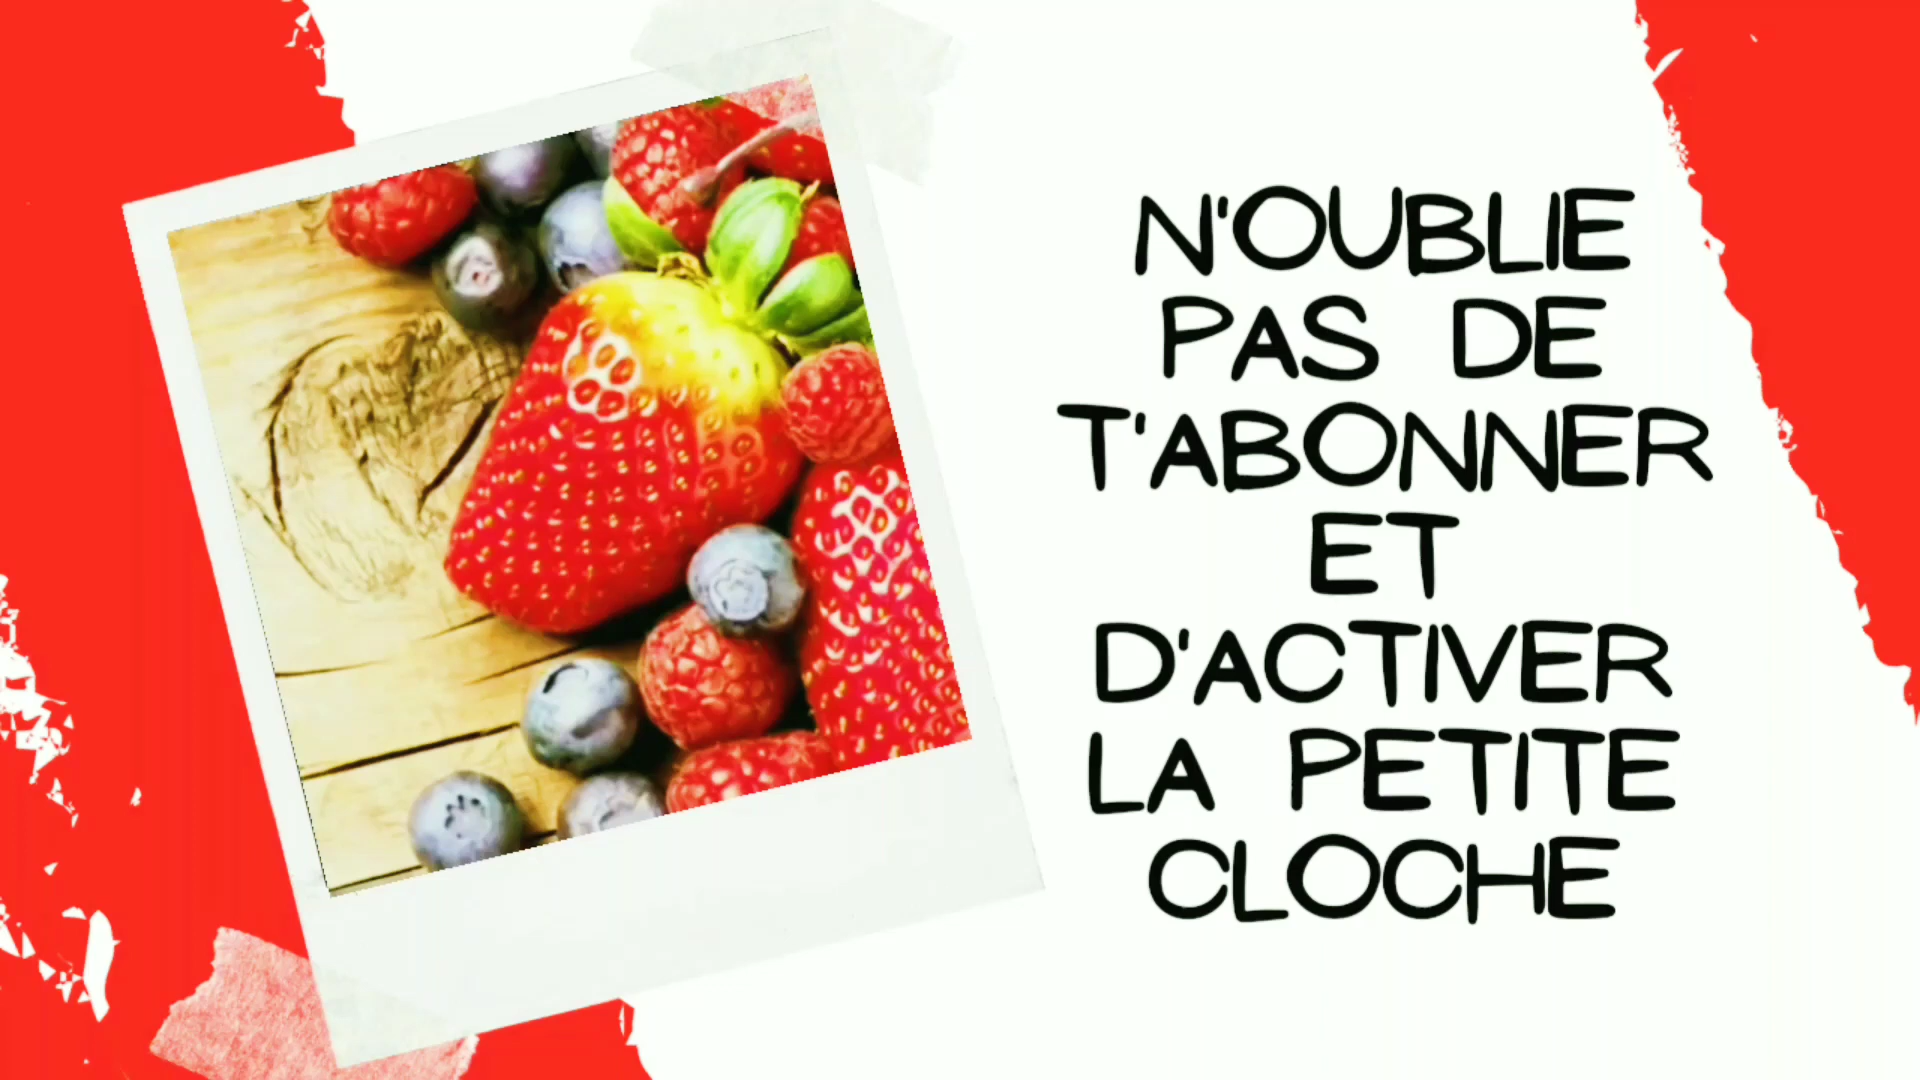 N'OUBLIE
PAS DE
T'ABONNER
ET
D'ACTIVER
LA PETITE
CLOCHE